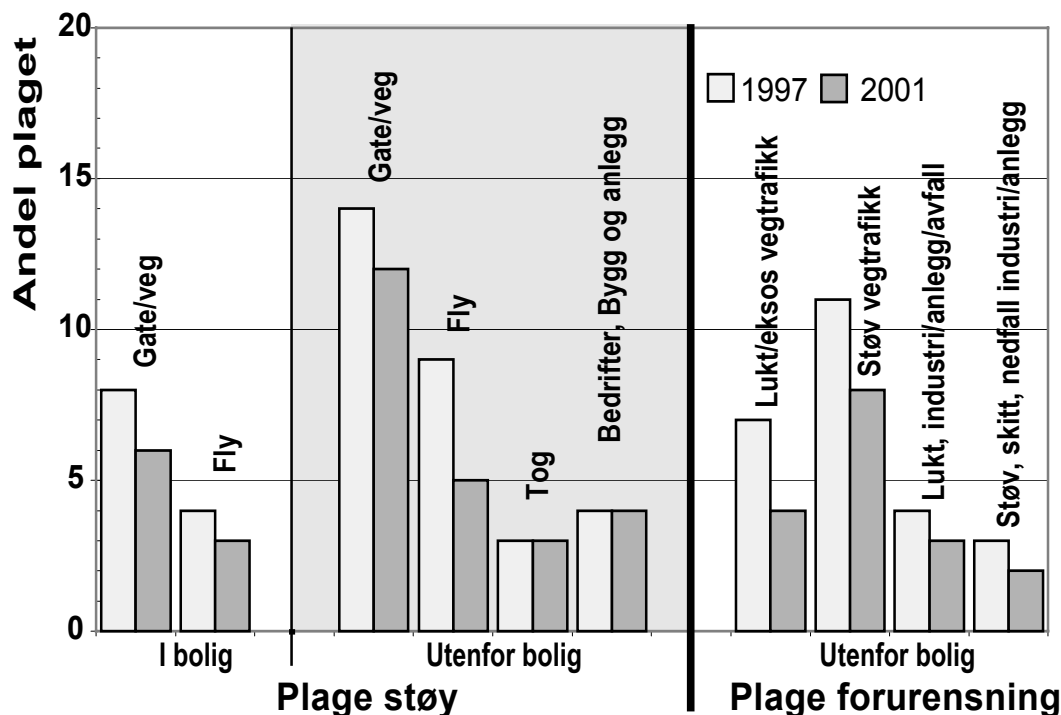 Andel plaget
20
15
10
5
0
1997
2001
Gate/veg
Fly
Gate/veg
Fly
Tog
Bedrifter, Bygg og anlegg
Lukt/eksos vegtrafikk
Støv vegtrafikk
Lukt, industri/anlegg/avfall
Støv, skitt, nedfall industri/anlegg
I bolig
Utenfor bolig
Utenfor bolig
Plage støy
Plage forurensning